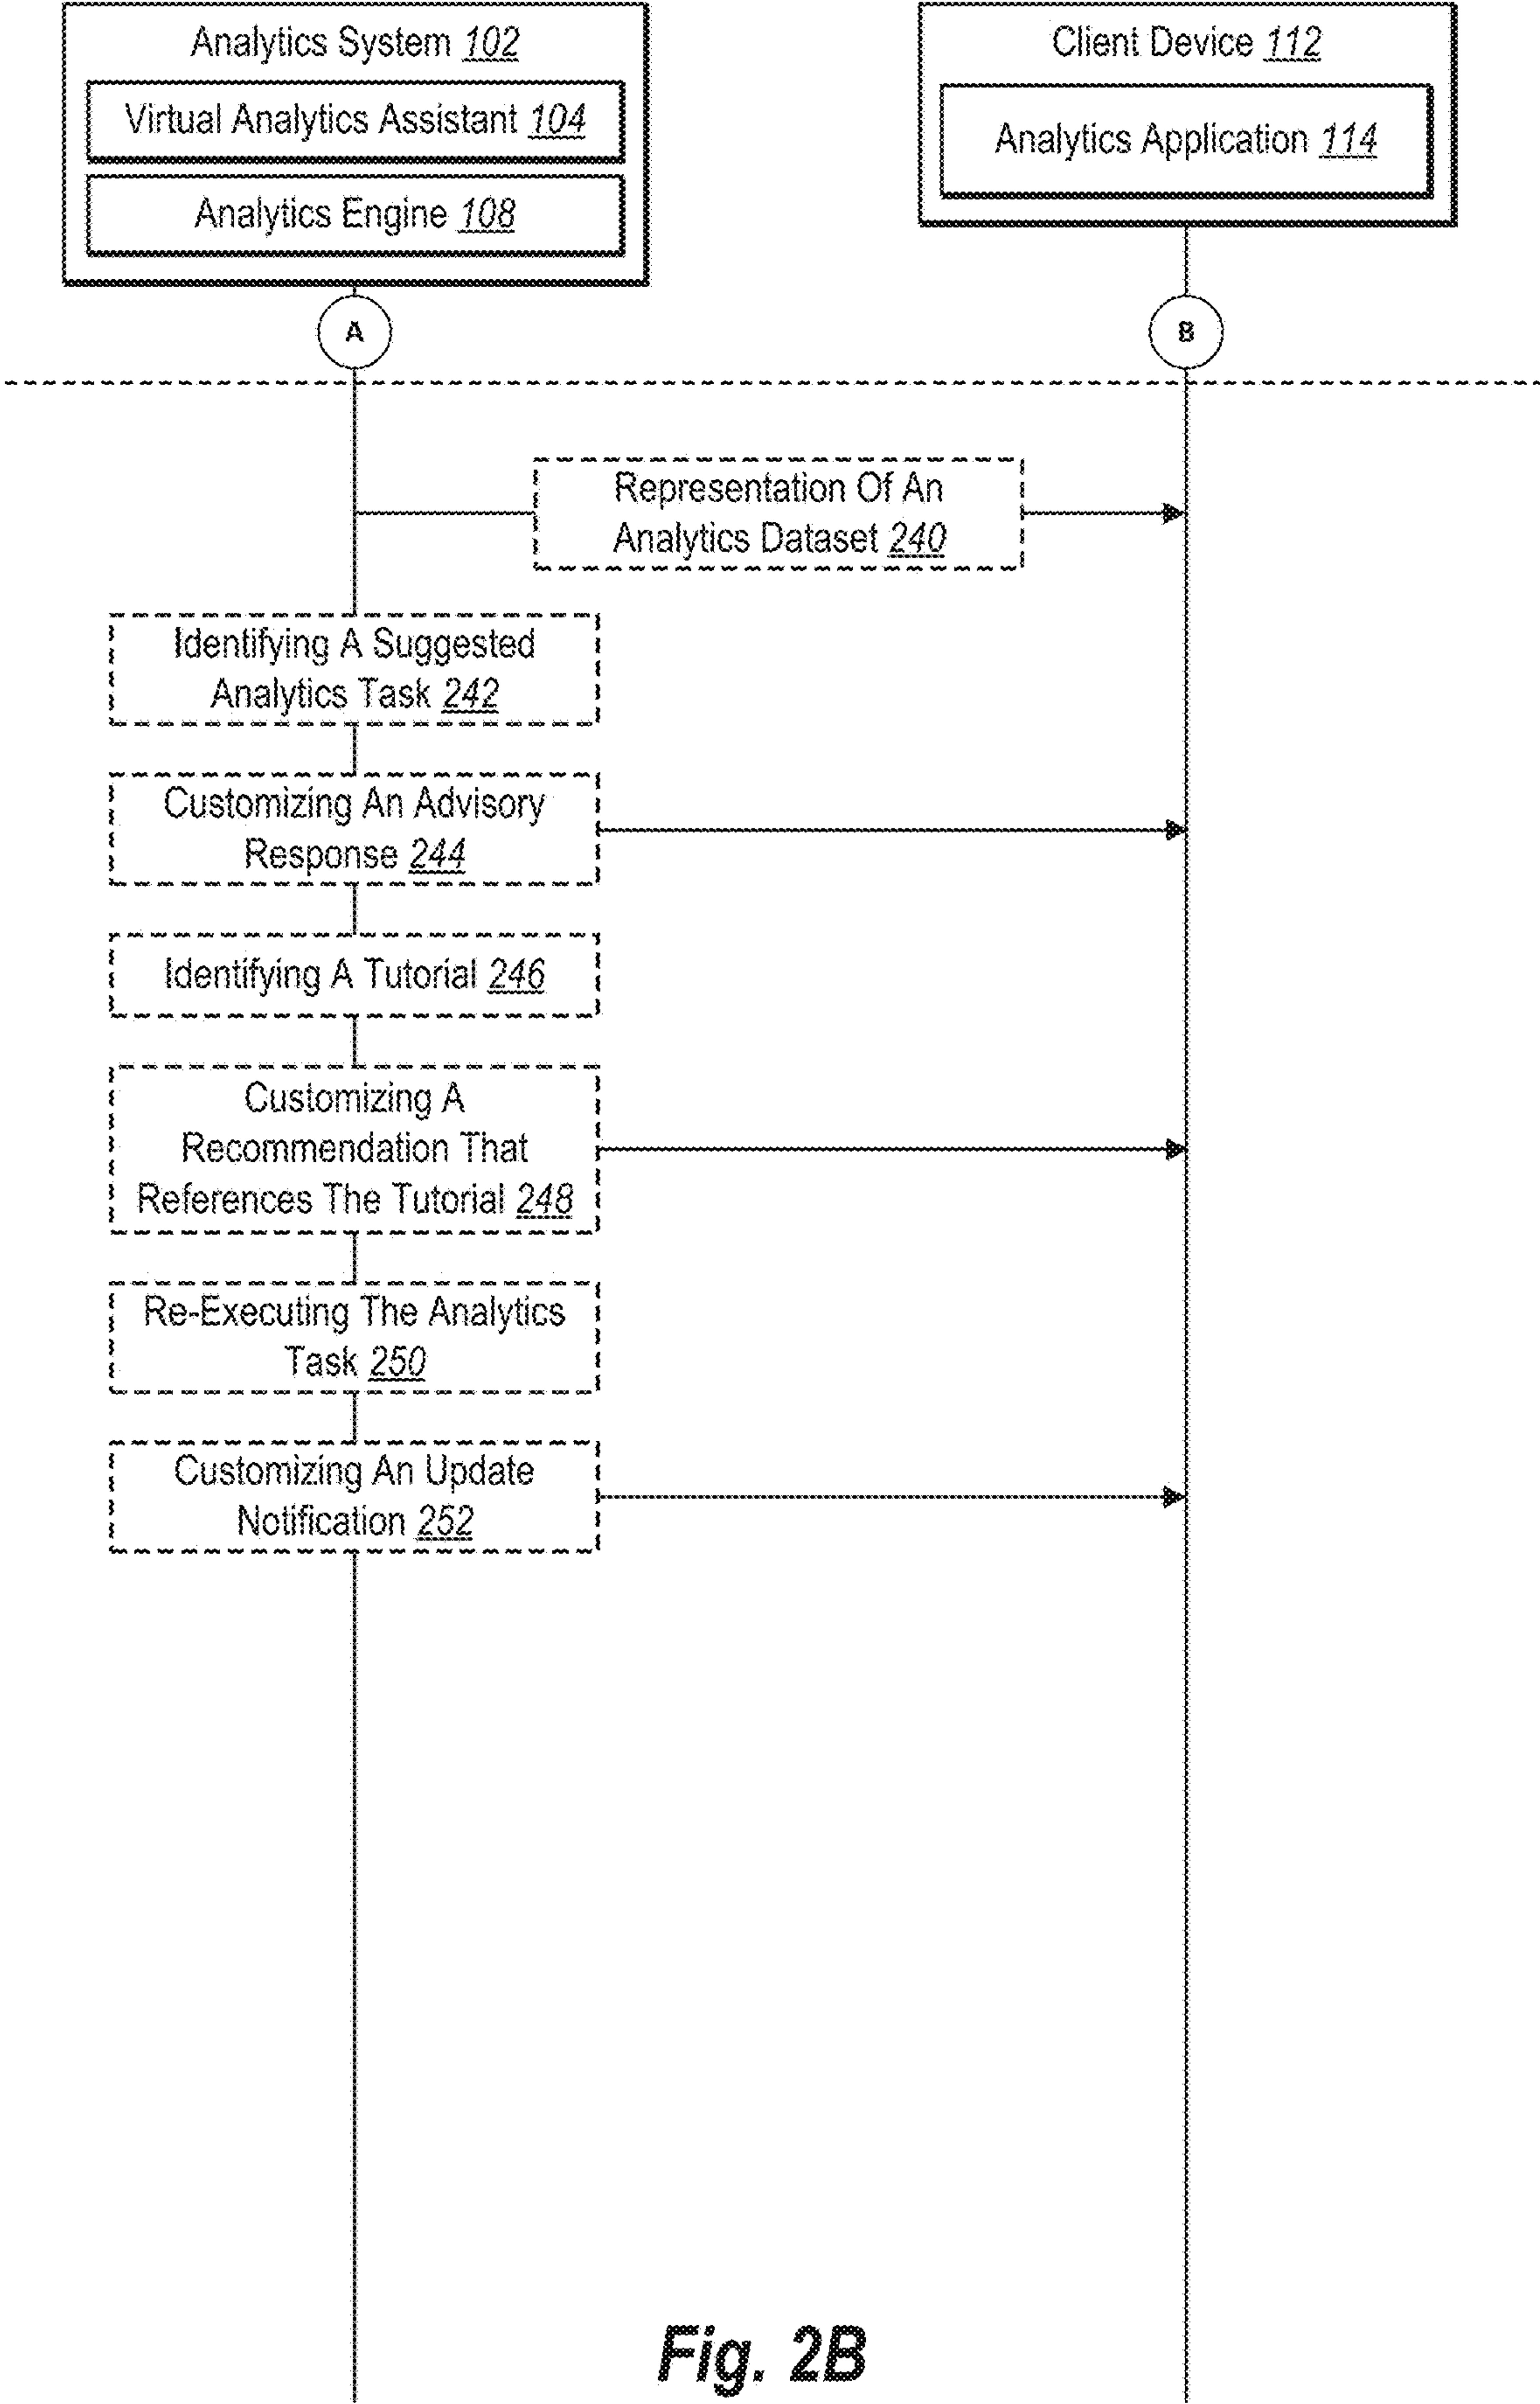 Analytics System 102
Virtual Analytics Assistant 104
Analytics Engine 108
Client Device 112
Analytics Application 114
A
B
Representation Of An
Analytics Dataset 240
Identifying A Suggested
Analytics Task 242
Customizing An Advisory
Response 244
Identifying A Tutorial 246
Customizing A
Recommendation That
References The Tutorial 248
Re-Executing The Analytics
Task 250
Customizing An Update
Notification 252
Fig. 2B